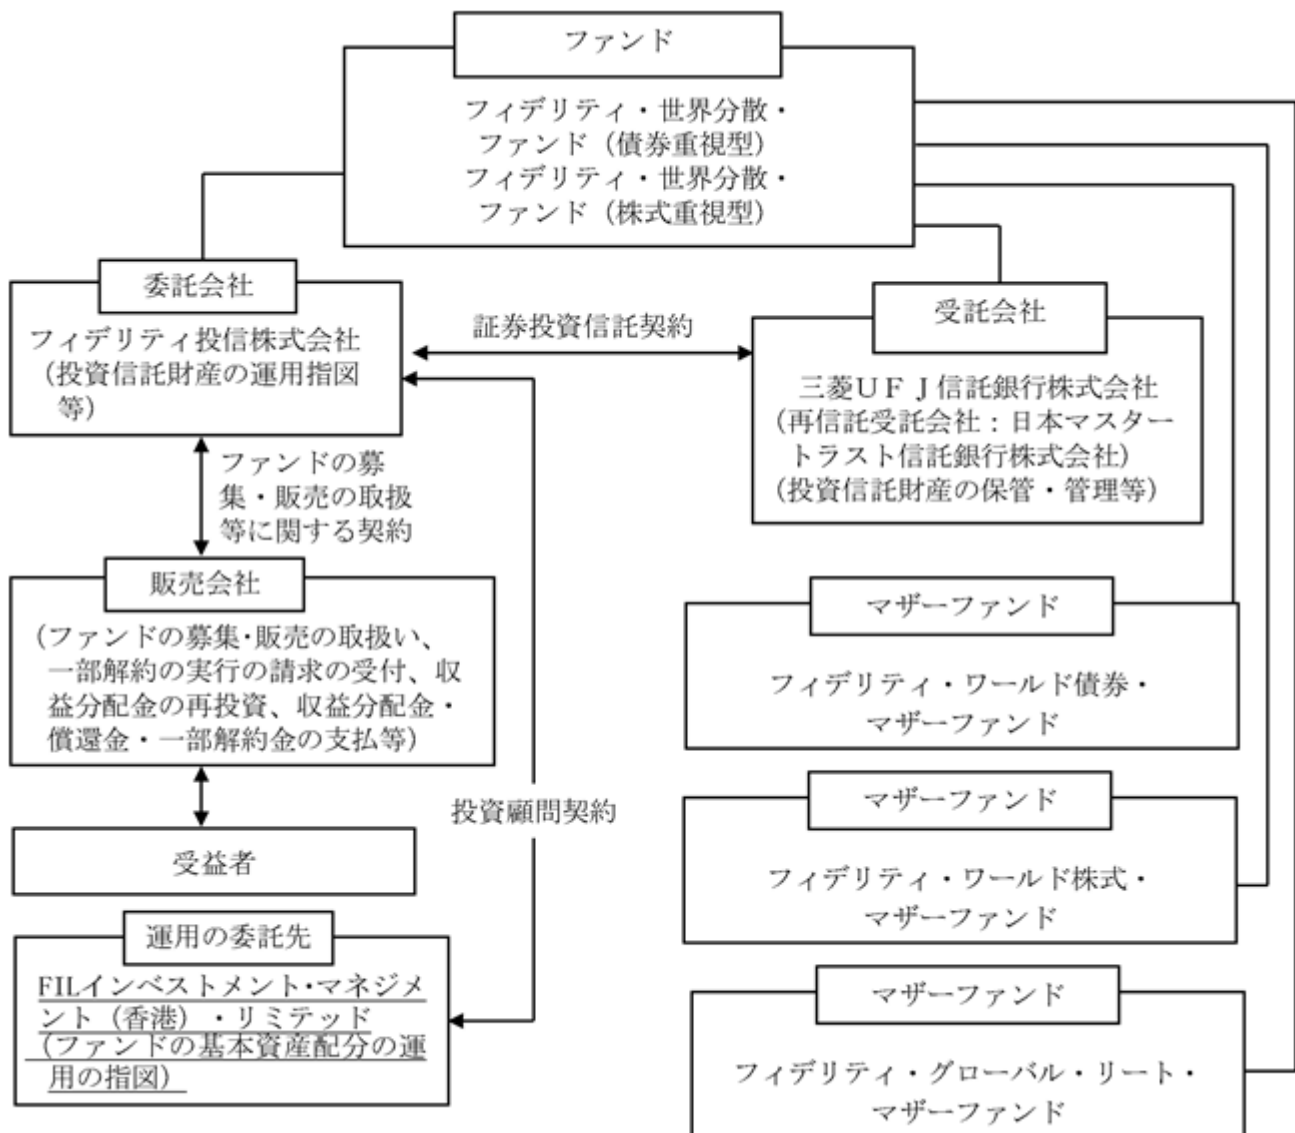 ファンド
フィデリティ・世界分散・
ファンド（債券重視型）
フィデリティ・世界分散・
ファンド（株式重視型）
委託会社
フィデリティ投信株式会社
（投資信託財産の運用指図
等）
証券投資信託契約
受託会社
三菱ＵＦＪ信託銀行株式会社
（再信託受託会社：日本マスター
トラスト信託銀行株式会社）
（投資信託財産の保管・管理等）
ファンドの募
集・販売の取扱
等に関する契約
販売会社
（ファンドの募集･販売の取扱い、
一部解約の実行の請求の受付、収
益分配金の再投資、収益分配金・
償還金・一部解約金の支払等）
投資顧問契約
受益者
運用の委託先
FILインベストメント･マネジメ
ント（香港）・リミテッド
（ファンドの基本資産配分の運
用の指図）
マザーファンド
フィデリティ・ワールド債券・
マザーファンド
マザーファンド
フィデリティ・ワールド株式・
マザーファンド
マザーファンド
フィデリティ・グローバル・リート・
マザーファンド